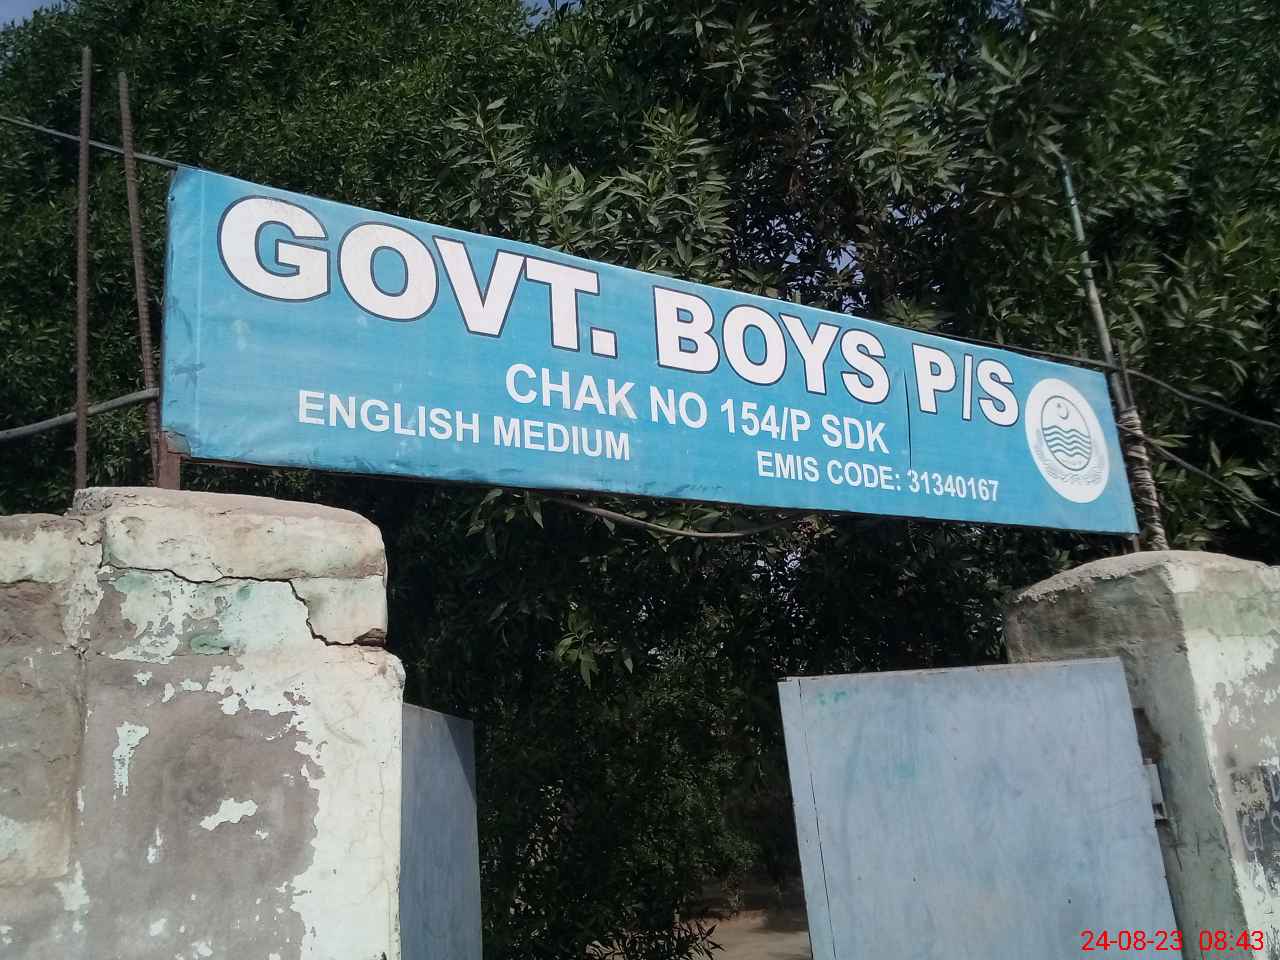 GOVT. BOYS P/S
CHAK NO 154/P SDK
ENGLISH MEDIUM
EMIS CODE: 31340167
24-08-23 08:43